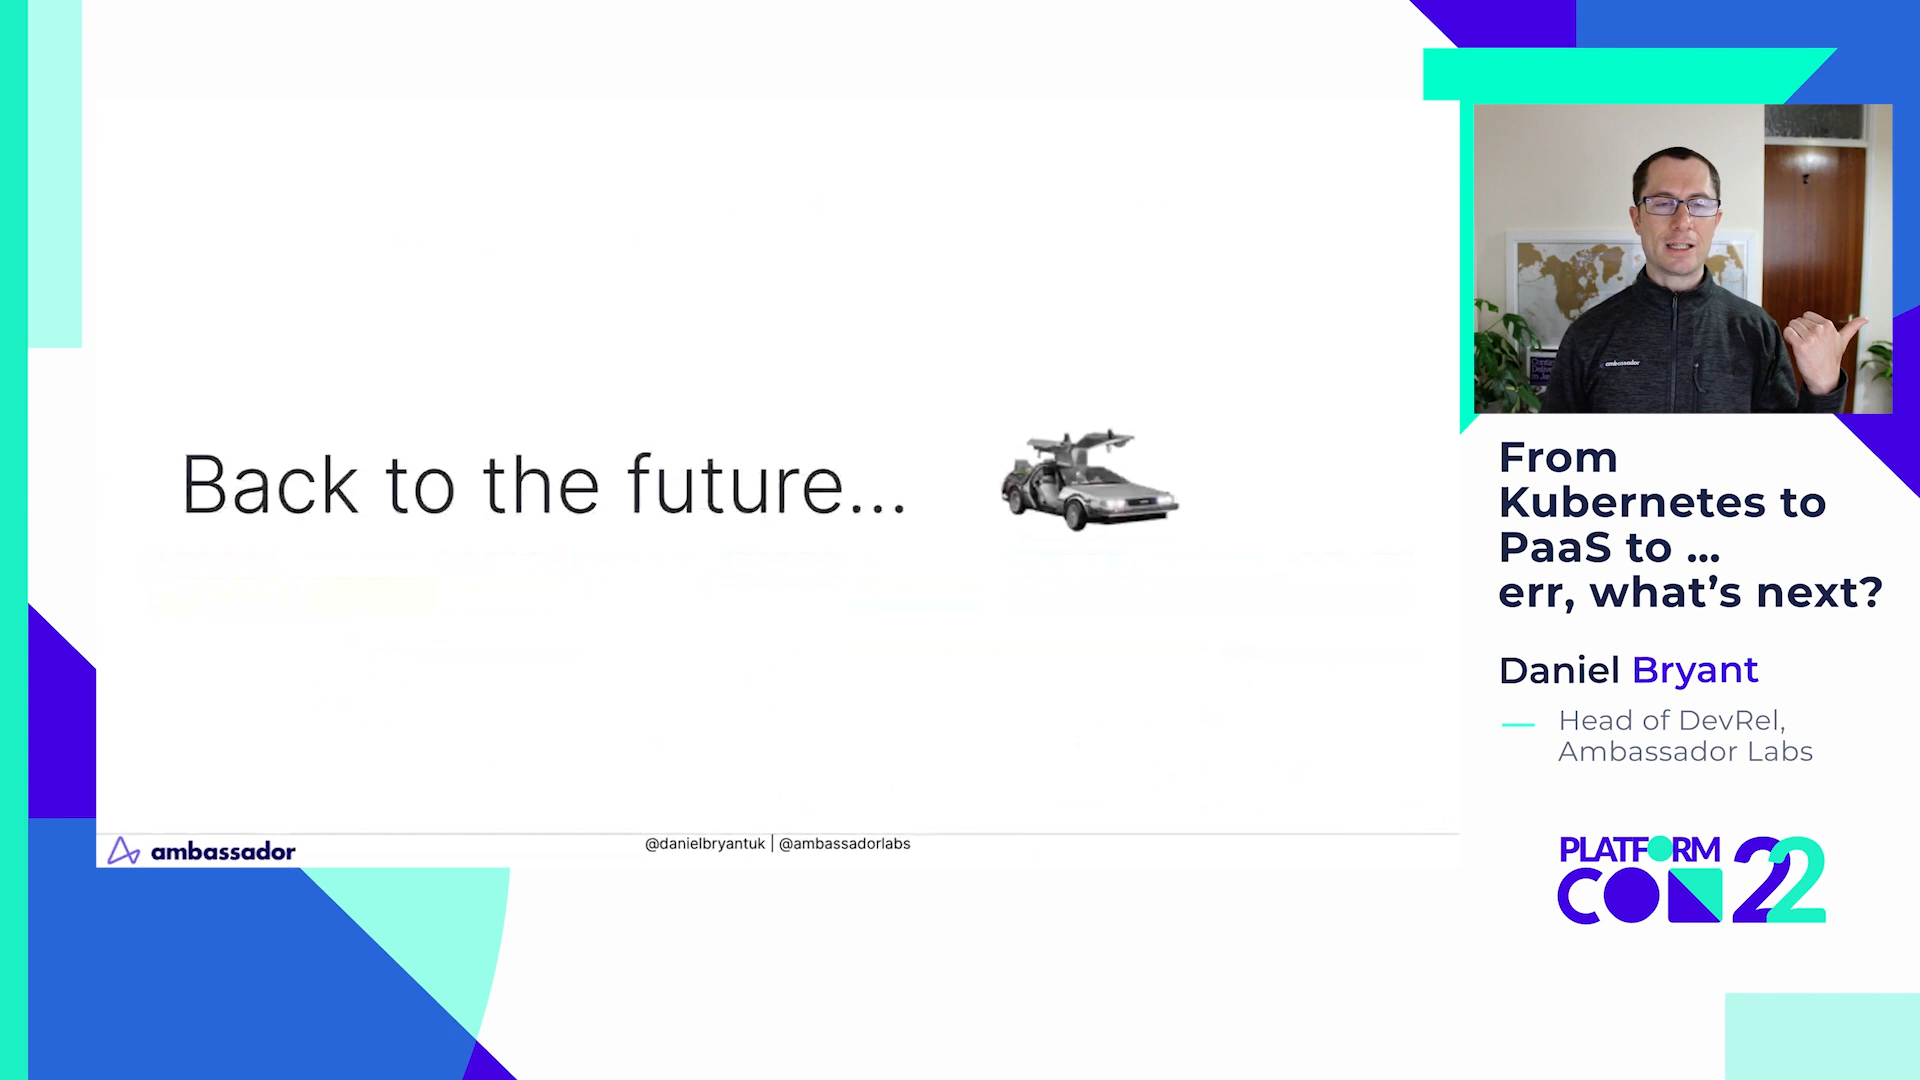 Back to the future...
ambassador
@danielbryantuk | @ambassadorlabs
ambassador
From
Kubernetes to
PaaS to ...
err, what’s next?
Daniel Bryant
Head of DevRel,
Ambassador Labs
PLATFORM
CON 22